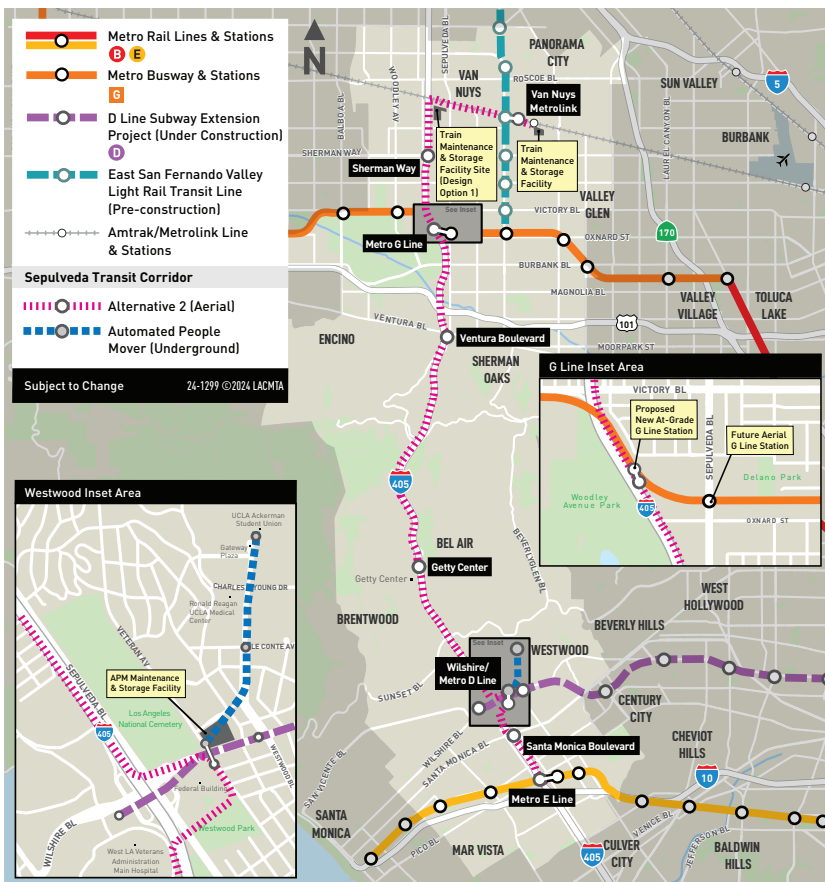 Metro Rail Lines & Stations
B E
Metro Busway & Stations
G
D Line Subway Extension
Project (Under Construction)
D
East San Fernando Valley
Light Rail Transit Line
(Pre-construction)
Amtrak/Metrolink Line
& Stations
Sepulveda Transit Corridor
Alternative 2 (Aerial)
Automated People
Mover (Underground)
Subject to Change
24-1299 ©2024 LACMTA
N
BALBOA BL
WOODLEY AV
SEPULVEDA BL
VAN
NUYS
PANORAMA
CITY
ROSCOE BL
Van Nuys
Metrolink
SUN VALLEY
5
LAUREL CANYON BL
BURBANK
SHERMAN WAY
Sherman Way
Train
Maintenance
& Storage
Facility Site
(Design
Option 1)
Train
Maintenance
& Storage
Facility
VALLEY
GLEN
See Inset
VICTORY BL
OXNARD ST
170
Metro G Line
BURBANK BL
MAGNOLIA BL
VALLEY
VILLAGE
TOLUCA
LAKE
VENTURA BL
101
ENCINO
Ventura Boulevard
MOORPARK ST
SHERMAN
OAKS
G Line Inset Area
VICTORY BL
Proposed
New At-Grade
G Line Station
SEPULVEDA BL
Future Aerial
G Line Station
Delano Park
Woodley
Avenue Park
405
OXNARD ST
405
BEL AIR
BEVERLY GLEN BL
Getty Center
Getty Center
BRENTWOOD
WEST
HOLLYWOOD
BEVERLY HILLS
See Inset
WESTWOOD
Wilshire/
Metro D Line
SUNSET BL
CENTURY
CITY
WILSHIRE BL
SANTA MONICA BL
Santa Monica Boulevard
CHEVIOT
HILLS
SAN VICENTE BL
Metro E Line
10
SANTA
MONICA
PICO BL
MAR VISTA
405
CULVER
CITY
VENICE BL
JEFFERSON BL
BALDWIN
HILLS
Westwood Inset Area
UCLA Ackerman
Student Union
Gateway
Plaza
CHARLES E YOUNG DR
Ronald Reagan
UCLA Medical
Center
VETERAN AV
LE CONTE AV
APM Maintenance
& Storage Facility
SEPULVEDA BL
Los Angeles
National Cemetery
405
WESTWOOD BL
Federal Building
WILSHIRE BL
Westwood Park
West LA Veterans
Administration
Main Hospital